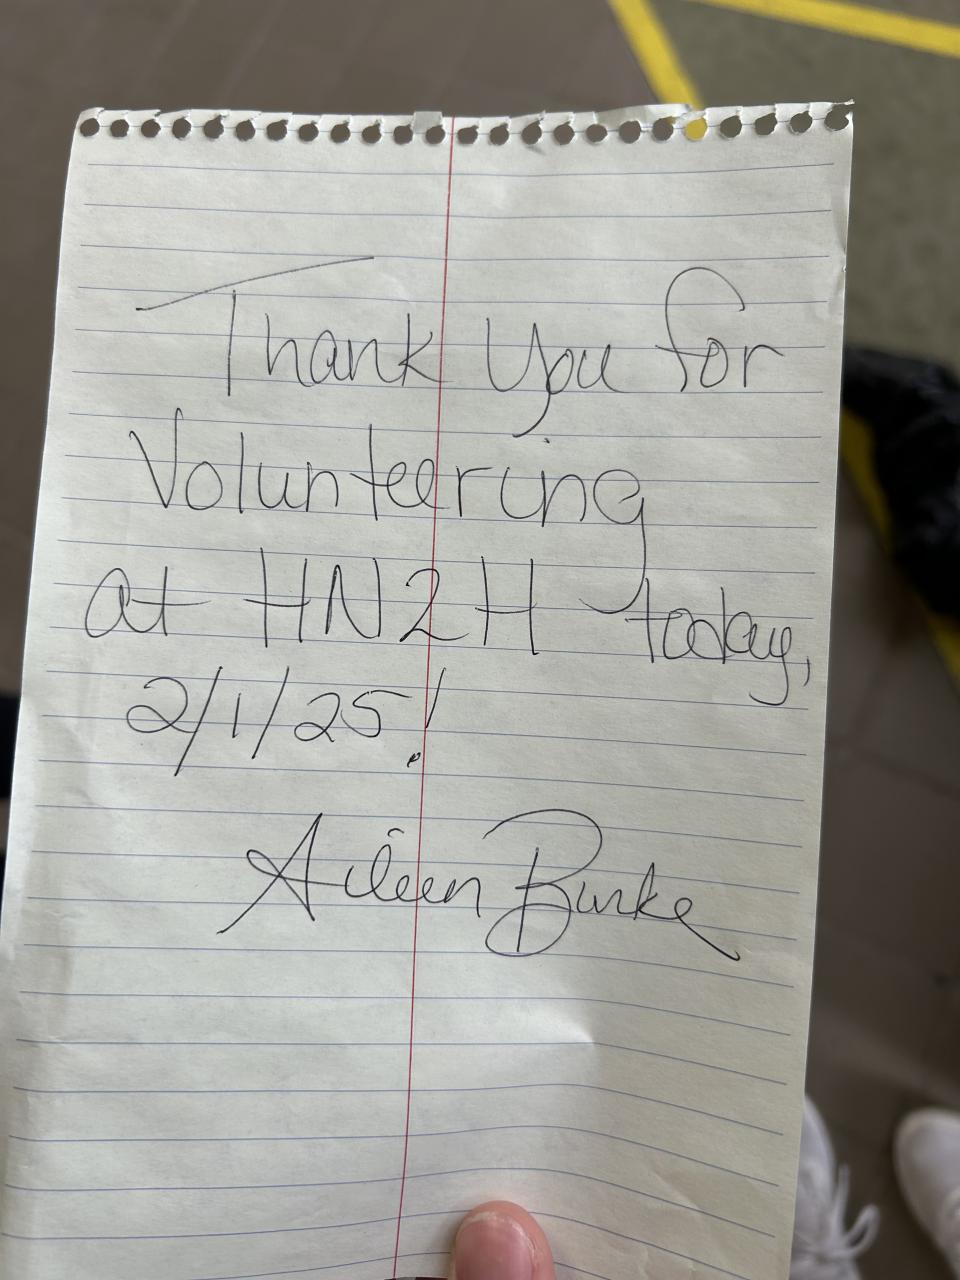 Thank you for
Volunteering
at HN2H today,
2/1/25!
Aileen Burke